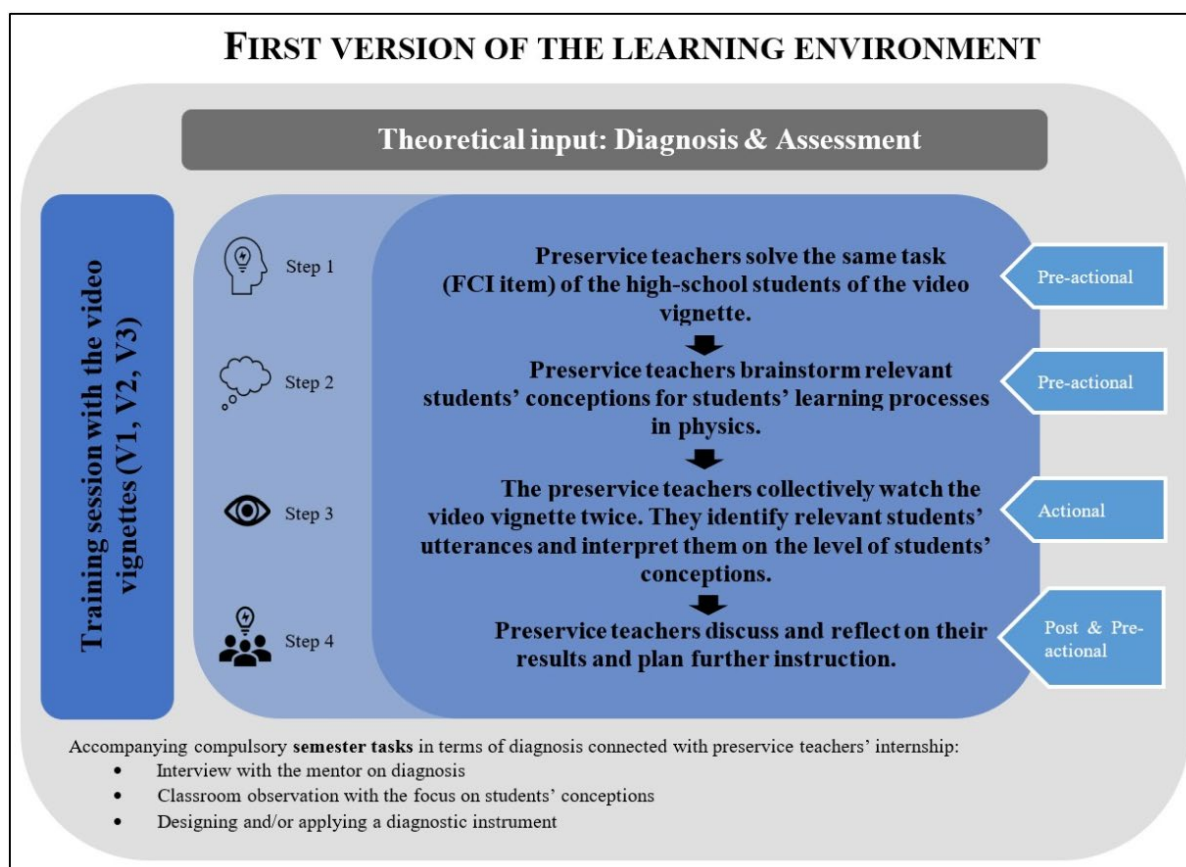 FIRST VERSION OF THE LEARNING ENVIRONMENT
Theoretical input: Diagnosis & Assessment
Training session with the video
vignettes (V1, V2, V3)
Step 1
Preservice teachers solve the same task
(FCI item) of the high-school students of the video
vignette.
Pre-actional
Step 2
Preservice teachers brainstorm relevant
students’ conceptions for students’ learning processes
in physics.
Pre-actional
Step 3
The preservice teachers collectively watch the
video vignette twice. They identify relevant students’
utterances and interpret them on the level of students’
conceptions.
Actional
Step 4
Preservice teachers discuss and reflect on their
results and plan further instruction.
Post & Pre-
actional
Accompanying compulsory semester tasks in terms of diagnosis connected with preservice teachers’ internship:
• Interview with the mentor on diagnosis
• Classroom observation with the focus on students’ conceptions
• Designing and/or applying a diagnostic instrument